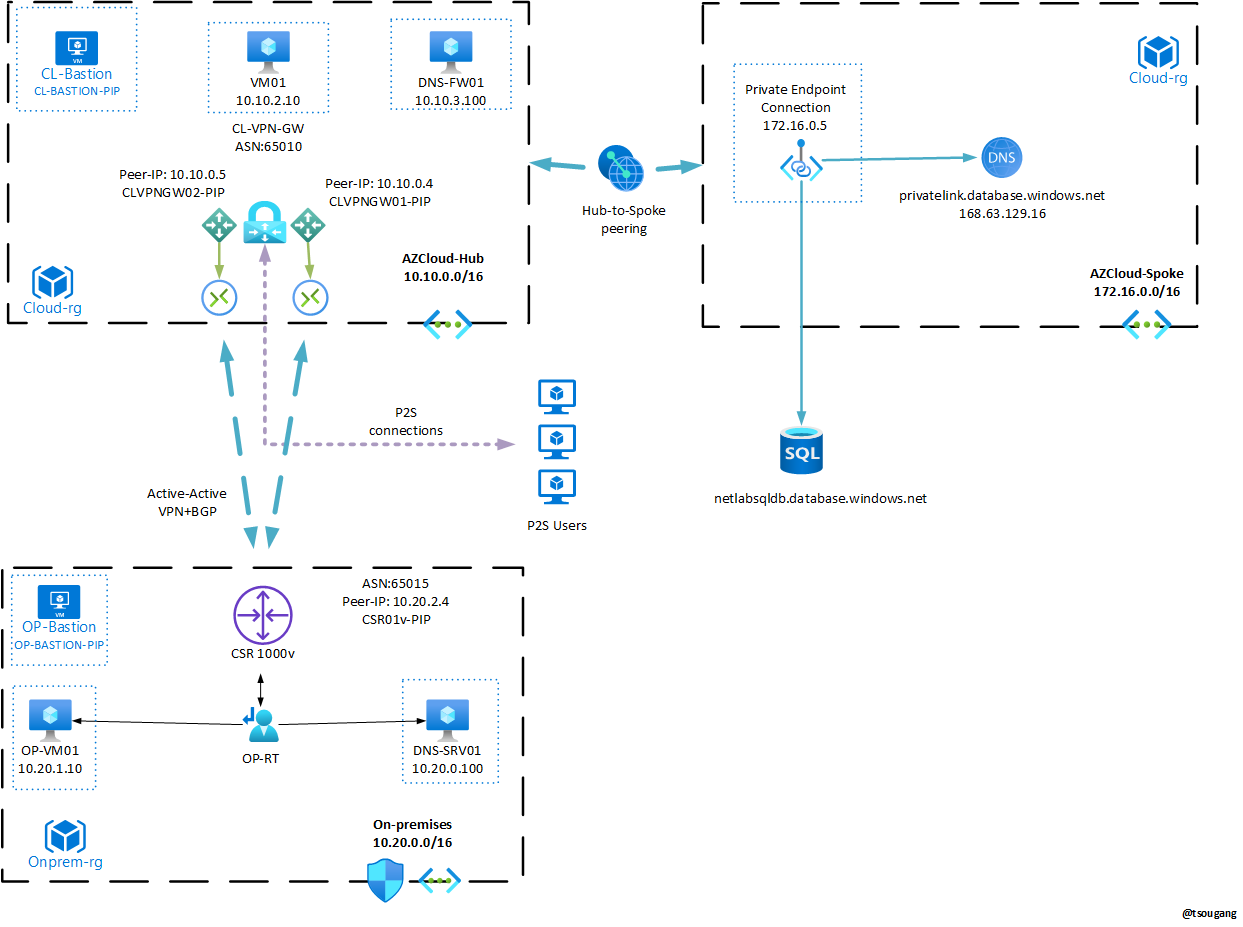 VM
CL-Bastion
CL-BASTION-PIP
VM01
10.10.2.10
DNS-FW01
10.10.3.100
CL-VPN-GW
ASN:65010
Peer-IP: 10.10.0.5
CLVPNGW02-PIP
Peer-IP: 10.10.0.4
CLVPNGW01-PIP
AZCloud-Hub
10.10.0.0/16
Cloud-rg
Hub-to-Spoke
peering
Cloud-rg
Private Endpoint
Connection
172.16.0.5
DNS
privatelink.database.windows.net
168.63.129.16
AZCloud-Spoke
172.16.0.0/16
P2S
connections
P2S Users
SQL
netlabsqldb.database.windows.net
Active-Active
VPN+BGP
VM
OP-Bastion
OP-BASTION-PIP
ASN:65015
Peer-IP: 10.20.2.4
CSR01v-PIP
CSR 1000v
OP-VM01
10.20.1.10
OP-RT
DNS-SRV01
10.20.0.100
On-premises
10.20.0.0/16
Onprem-rg
@tsougang